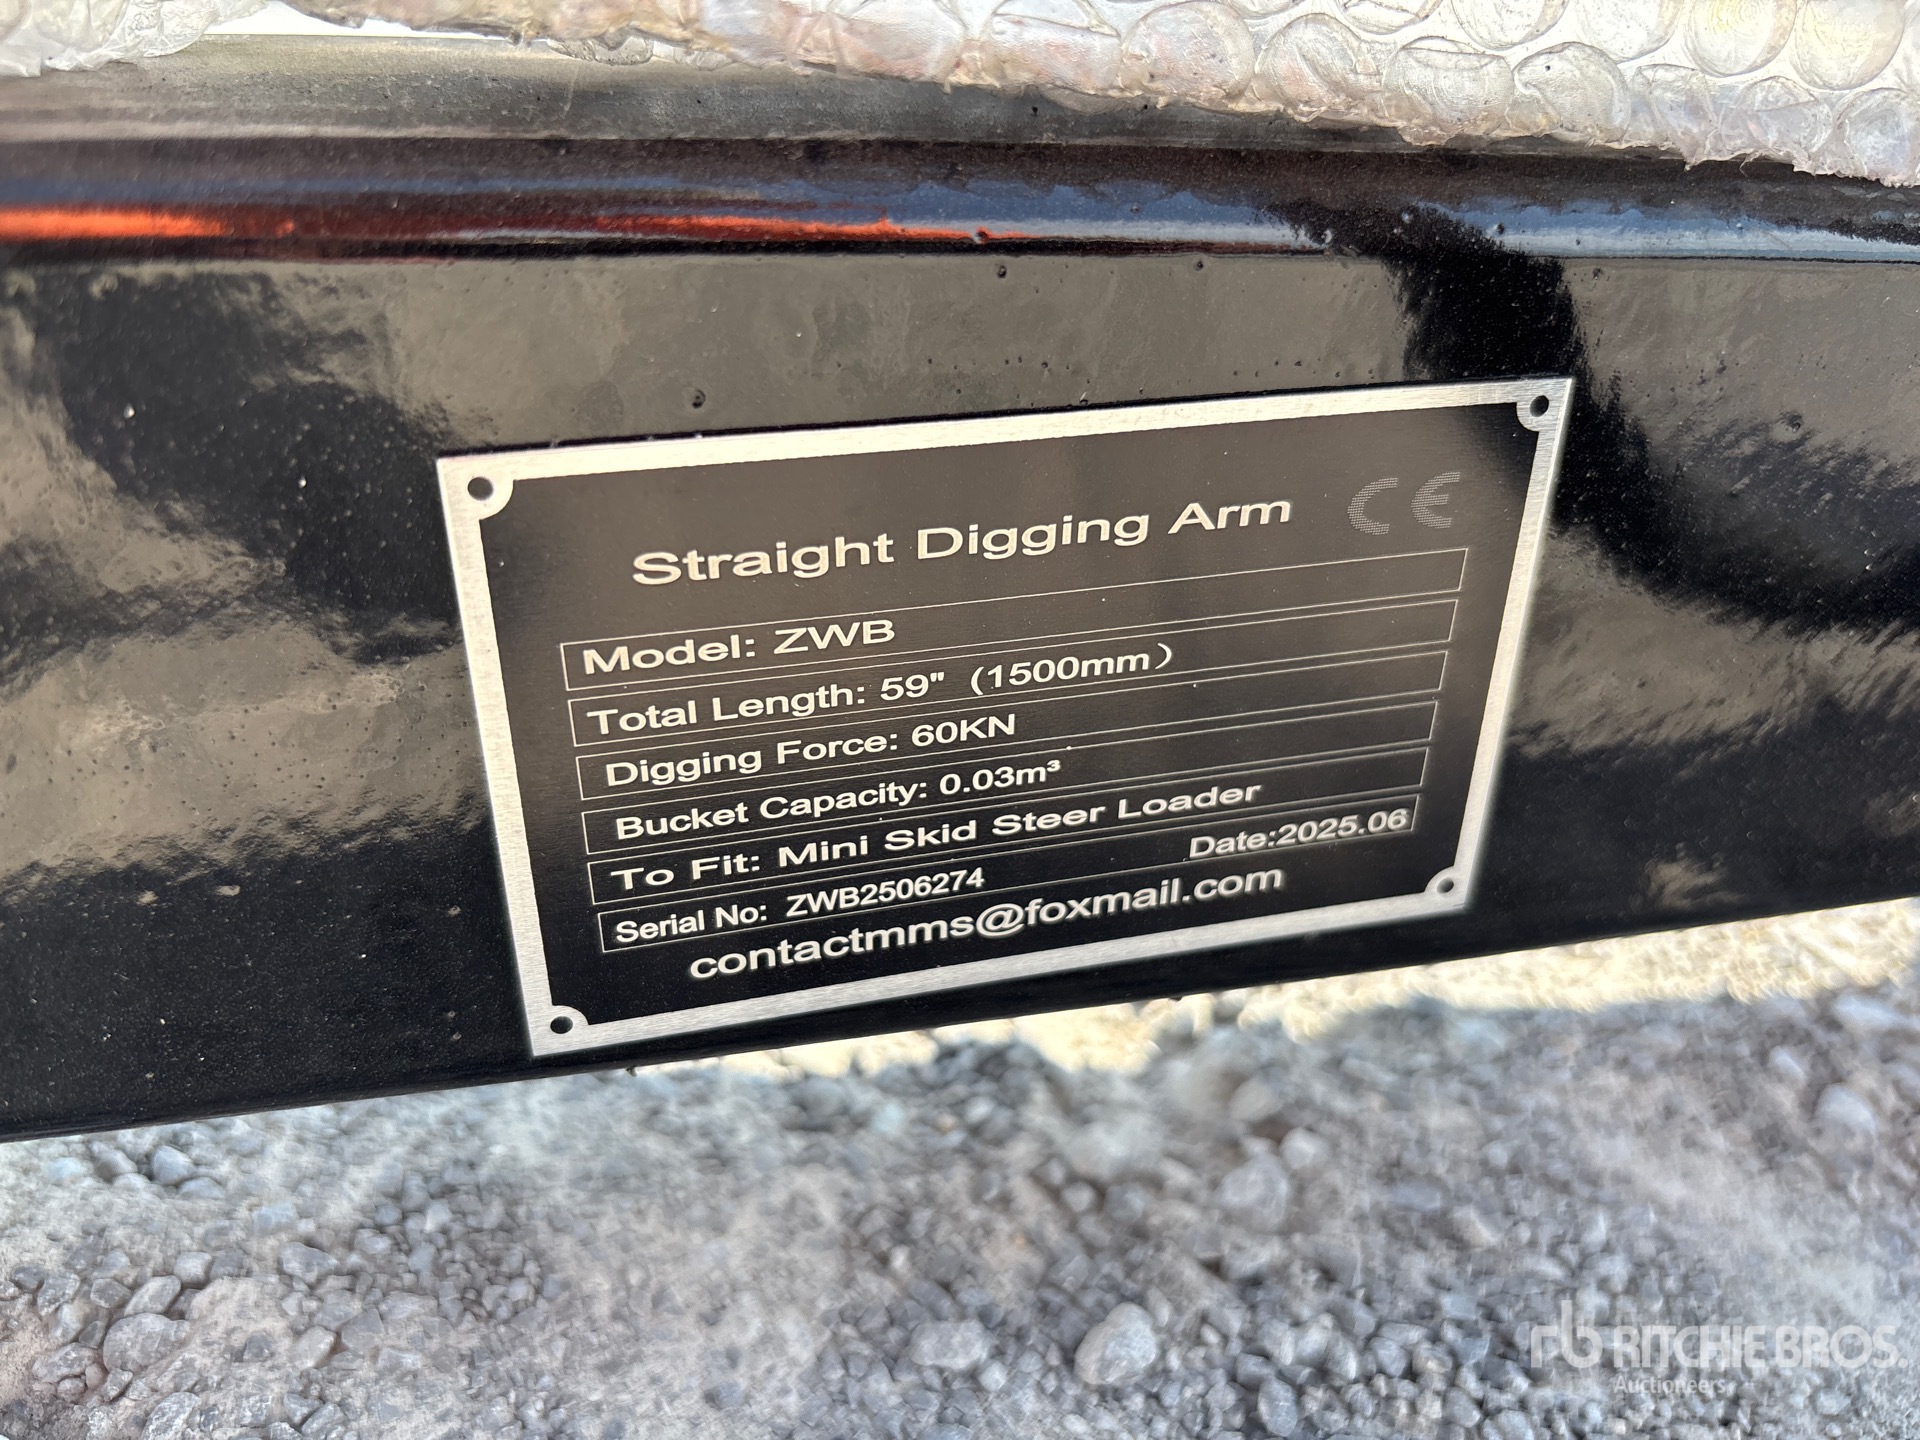 CE
Straight Digging Arm
Model: ZWB
Total Length: 59" (1500mm)
Digging Force: 60KN
Bucket Capacity: 0.03m³
To Fit: Mini Skid Steer Loader
Serial No: ZWB2506274 Date:2025.06
contactmms@foxmail.com
rb RITCHIE BROS.
Auctioneers